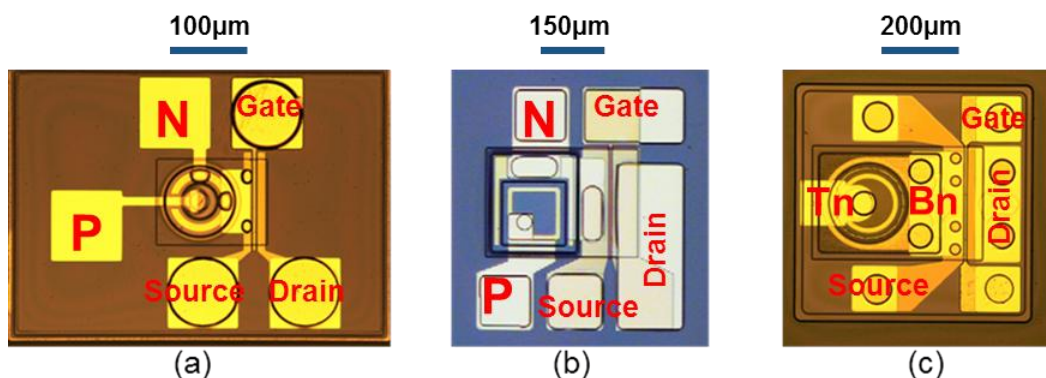 100µm
150µm
200µm
N
Gate
P
Source
Drain
N
Gate
Drain
P
Source
Gate
Tn
Bn
Drain
Source
(a)
(b)
(c)